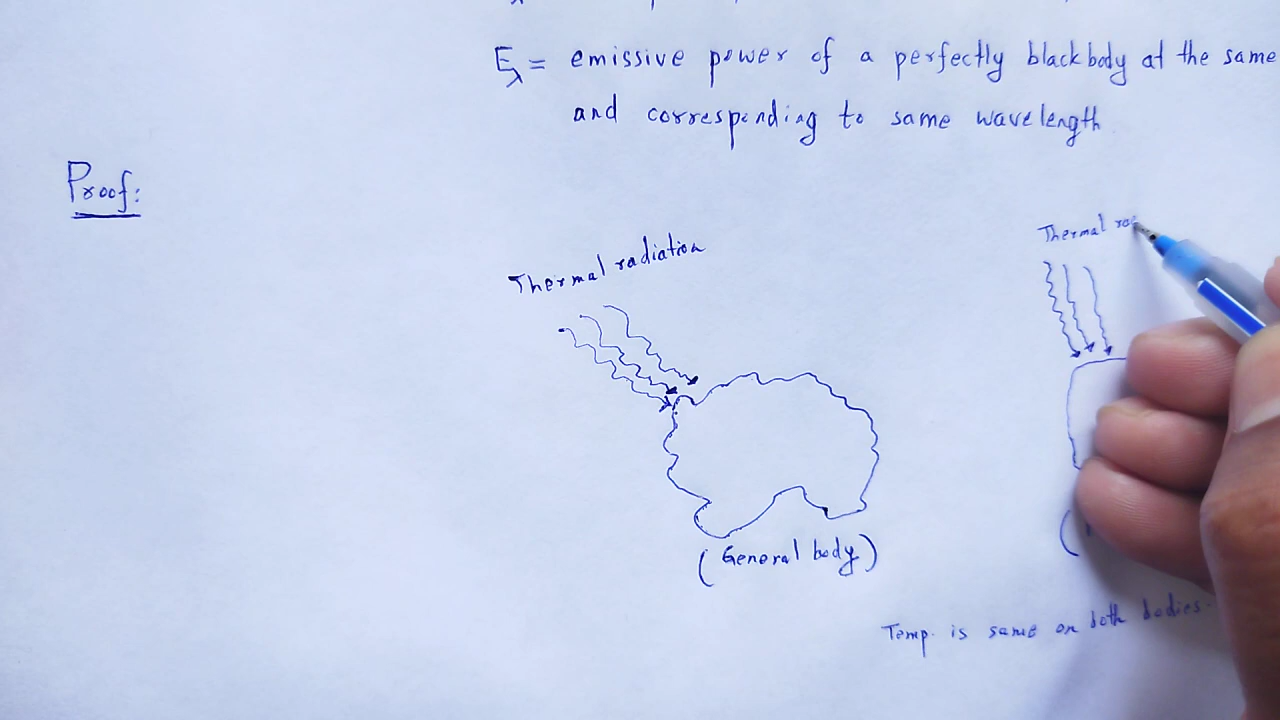 E λ = emissive power of a perfectly blackbody at the same
and corresponding to same wavelength
Proof:
Thermal radiation
Thermal
(General body)
(
Temp. is same on both bodies.